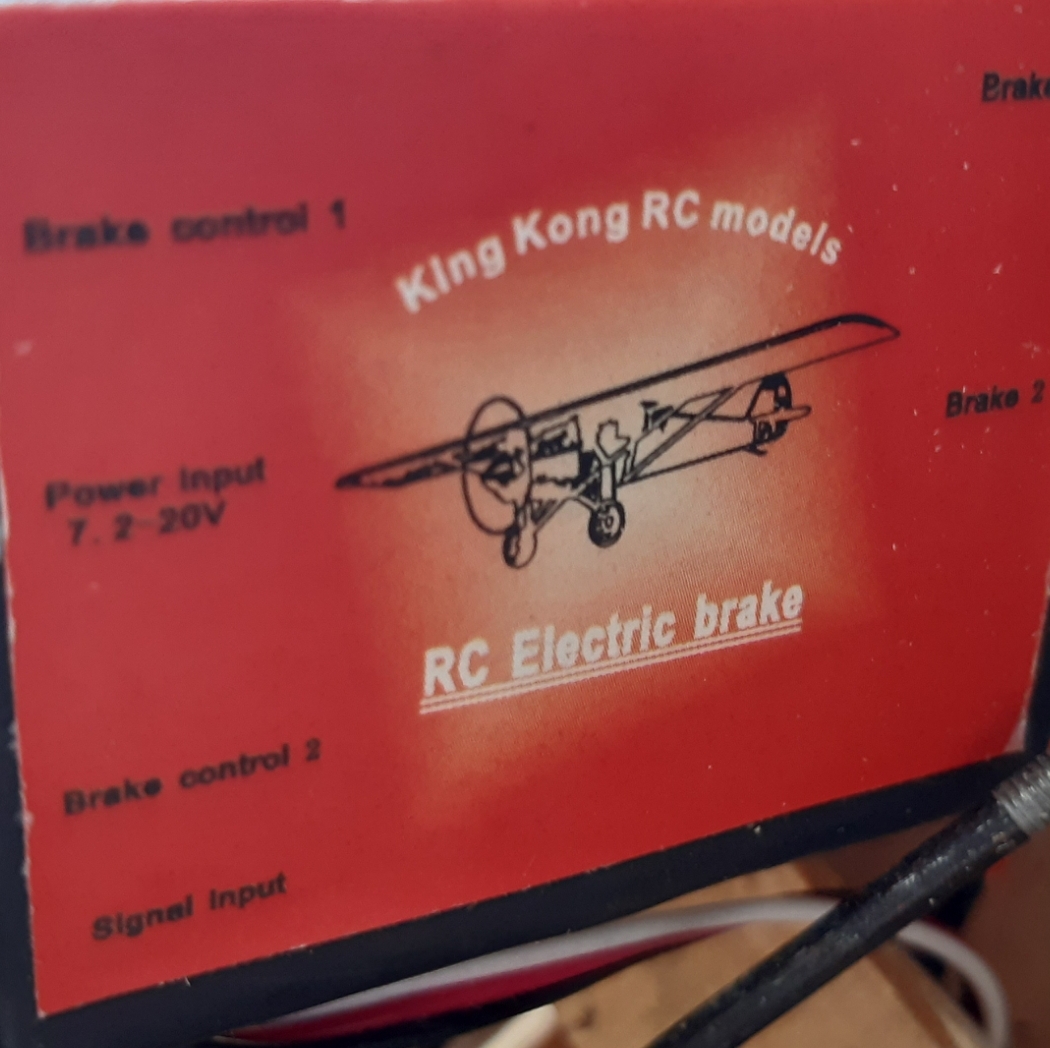 Brake
Brake control 1
King Kong RC models
Brake 2
Power input
7. 2-20V
RC Electric brake
Brake control 2
Signal input